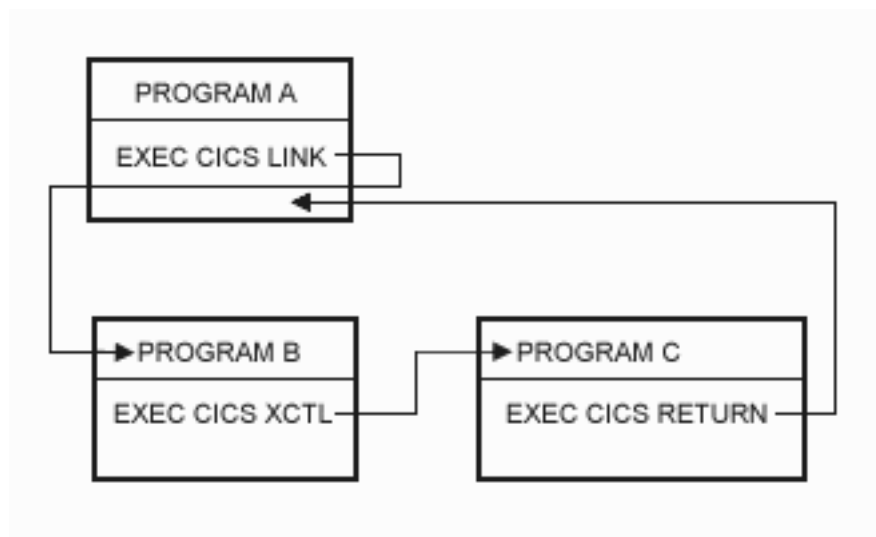 PROGRAM A
EXEC CICS LINK
PROGRAM B
EXEC CICS XCTL
PROGRAM C
EXEC CICS RETURN